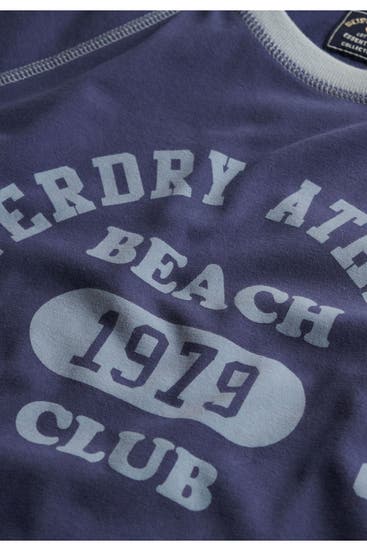 ERDRY ATH
BEACH
1979
CLUB